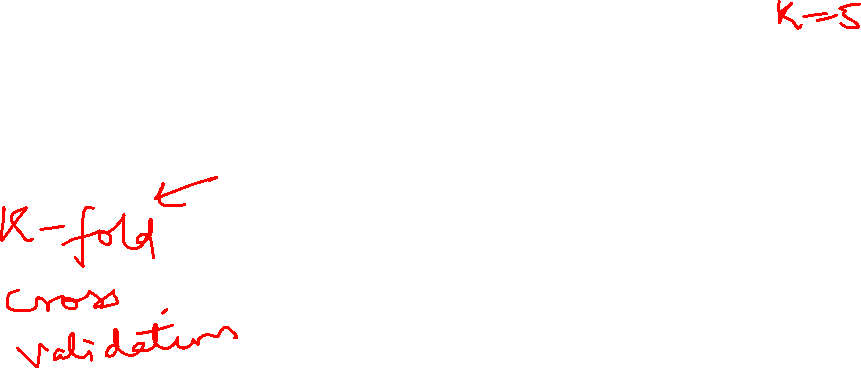 K=5
K-fold
cross
validation